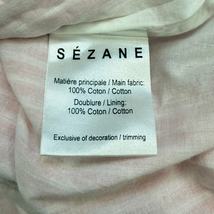 SÉZANE
Matière principale / Main fabric:
100% Coton / Cotton
Doublure / Lining:
100% Coton / Cotton
Exclusive of decoration / trimming